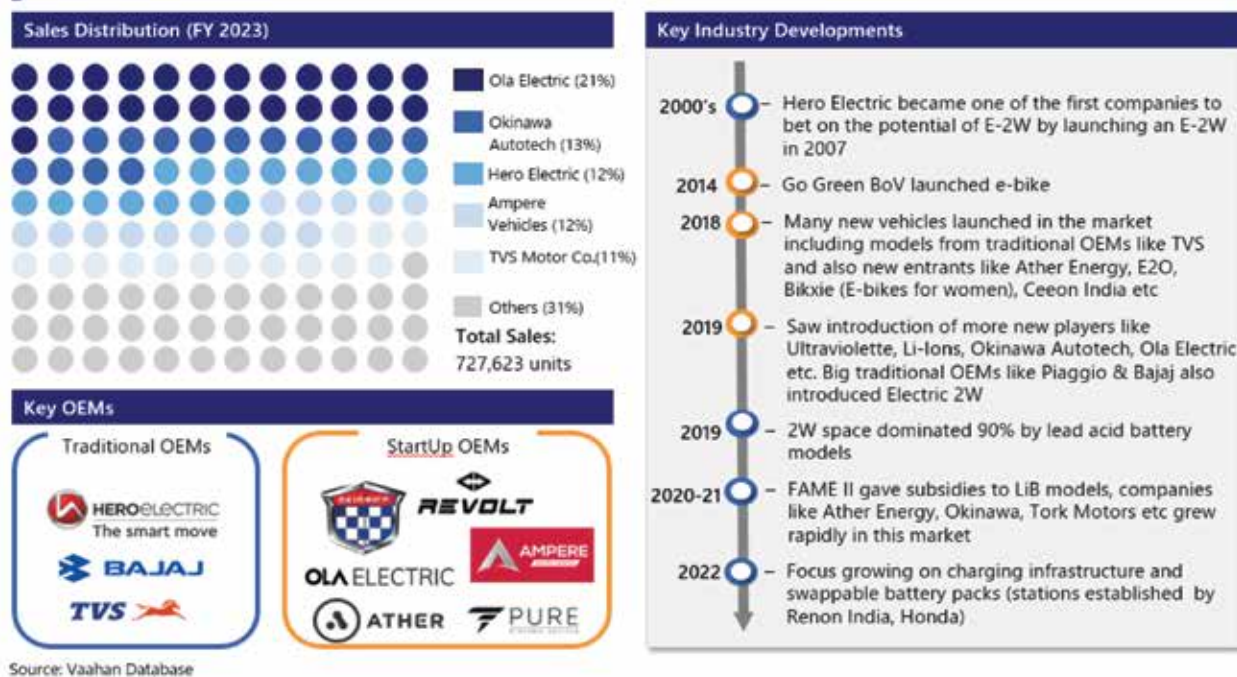 Sales Distribution (FY 2023)
Ola Electric (21%)
Okinawa
Autotech (13%)
Hero Electric (12%)
Ampere
Vehicles (12%)
TVS Motor Co.(11%)
Others (31%)
Total Sales:
727,623 units
Key OEMs
Traditional OEMs
HEROELECTRIC
The smart move
BAJAJ
TVS
StartUp OEMs
REVOLT
OLA ELECTRIC
AMPERE
ATHER
PURE
Key Industry Developments
2000's
– Hero Electric became one of the first companies to
bet on the potential of E-2W by launching an E-2W
in 2007
2014
– Go Green BoV launched e-bike
2018
– Many new vehicles launched in the market
including models from traditional OEMs like TVS
and also new entrants like Ather Energy, E2O,
Bikxie (E-bikes for women), Ceeon India etc
2019
– Saw introduction of more new players like
Ultraviolette, Li-Ions, Okinawa Autotech, Ola Electric
etc. Big traditional OEMs like Piaggio & Bajaj also
introduced Electric 2W
2019
– 2W space dominated 90% by lead acid battery
models
2020-21
– FAME II gave subsidies to LiB models, companies
like Ather Energy, Okinawa, Tork Motors etc grew
rapidly in this market
2022
– Focus growing on charging infrastructure and
swappable battery packs (stations established by
Renon India, Honda)
Source: Vaahan Database